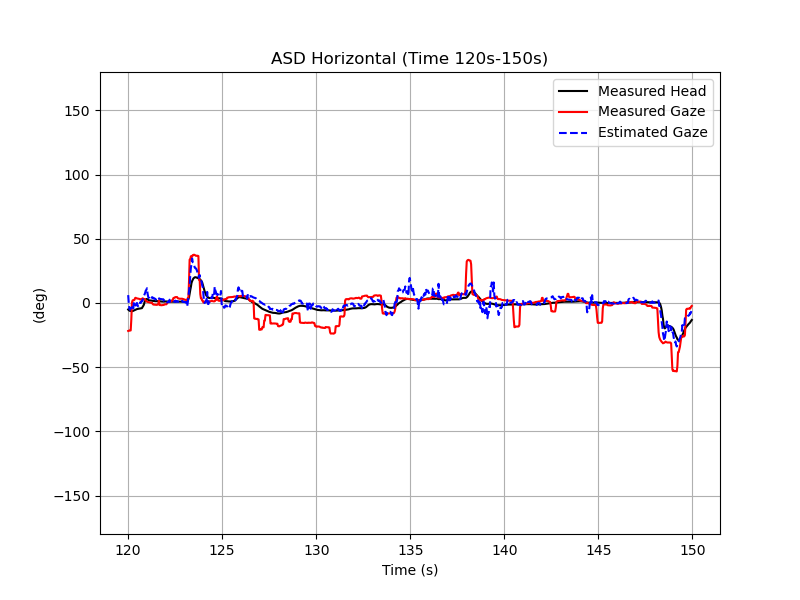 ASD Horizontal (Time 120s-150s)
Measured Head
Measured Gaze
Estimated Gaze
150
100
50
0
−50
−100
−150
(deg)
120 125 130 135 140 145 150
Time (s)